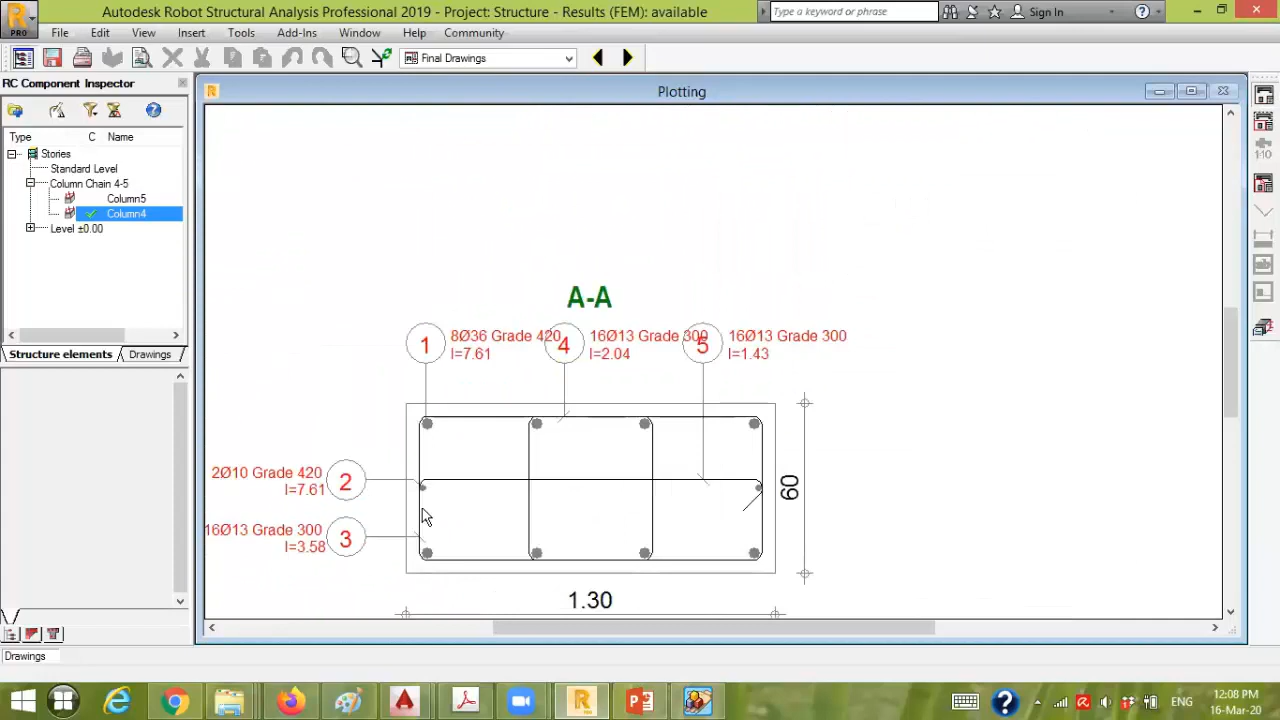 Autodesk Robot Structural Analysis Professional 2019 - Project: Structure - Results (FEM): available
Type a keyword or phrase
Sign In
PRO
File Edit View Insert Tools Add-Ins Window Help Community
Final Drawings
RC Component Inspector
Plotting
Type C Name
Stories
Standard Level
Column Chain 4-5
Column5
Column4
Level ±0.00
Structure elements
Drawings
1:10
A-A
1
8Ø36 Grade 420
l=7.61
4
16Ø13 Grade 300
l=2.04
5
16Ø13 Grade 300
l=1.43
2Ø10 Grade 420
l=7.61
2
16Ø13 Grade 300
l=3.58
3
60
1.30
Drawings
ENG
12:08 PM
16-Mar-20